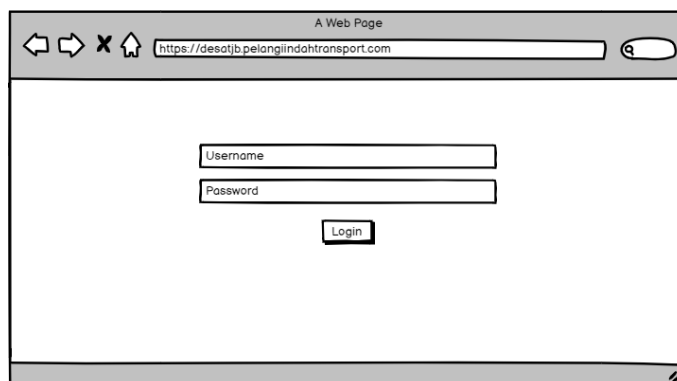 A Web Page
https://desatjb.pelangiindahtransport.com
Username
Password
Login